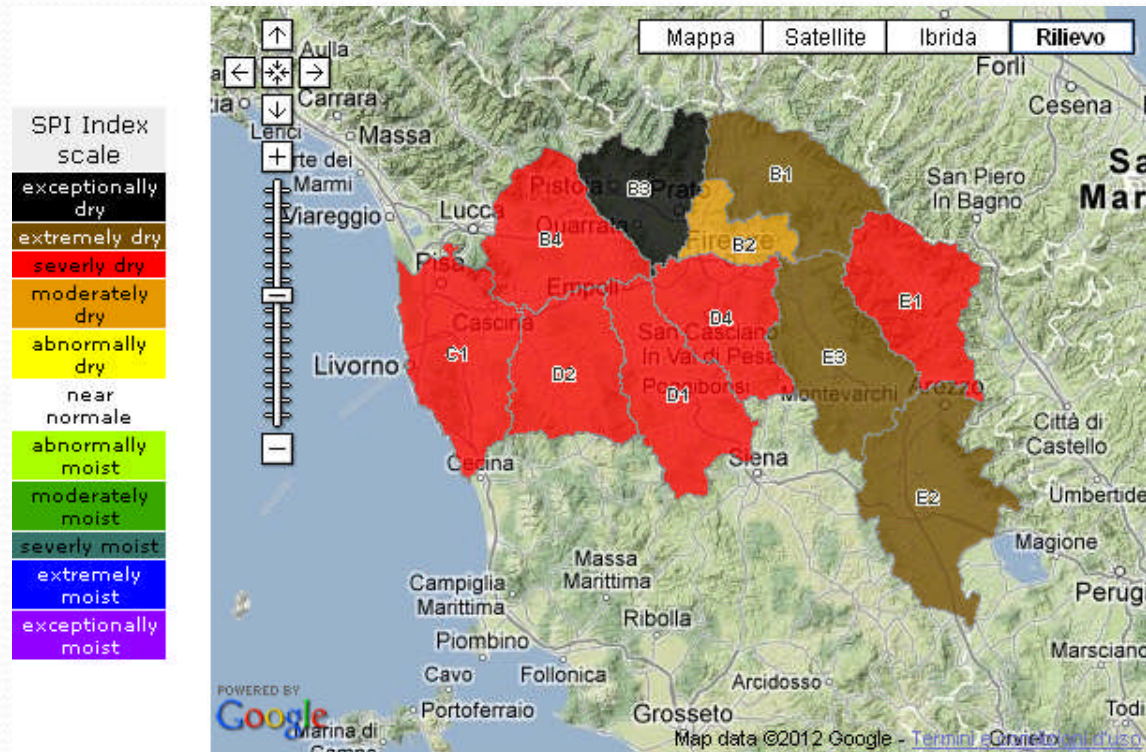 SPI Index
scale
exceptionally
dry
extremely dry
severly dry
moderately
dry
abnormally
dry
near
normale
abnormally
moist
moderately
moist
severly moist
extremely
moist
exceptionally
moist
Mappa
Satellite
Ibrida
Rilievo
Aulla
Forlì
Carrara
Cesena
Lerici
Massa
Marmi
San Piero
In Bagno
Pistoia
B3
Prato
B1
Viareggio
Lucca
Quarrata
B4
Firenze
B2
Pisa
Empoli
E1
Cascina
D4
San Casciano
In Val di Pesa
Livorno
C1
D2
E3
Poggibonsi
D1
Montevarchi
Arezzo
Città di
Castello
Cecina
Siena
E2
Umbertide
Magione
Massa
Marittima
Campiglia
Marittima
Ribolla
Piombino
Marsciano
Cavo
Follonica
Arcidosso
POWERED BY
Google
Portoferraio
Grosseto
Todi
Marina di
Map data ©2012 Google - Termini e condizioni d'uso
Orvieto